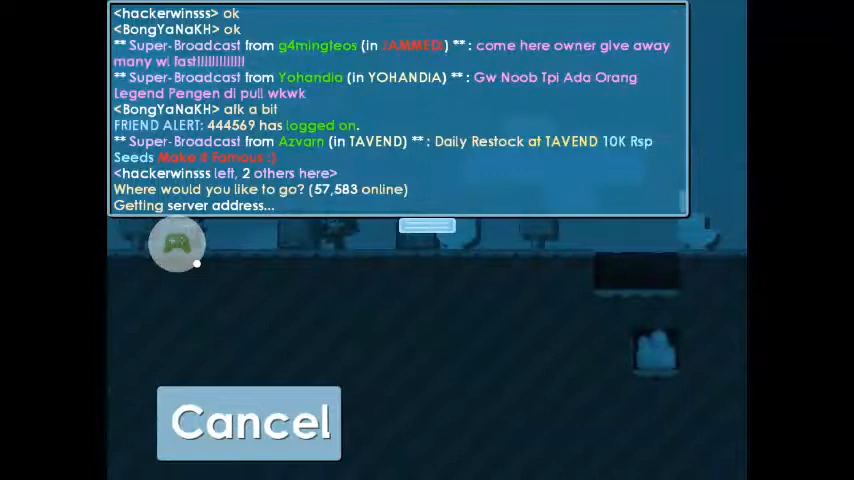 <hackerwinsss> ok
<BongYaNaKH> ok
** Super-Broadcast from g4mingteos (in JAMMED) ** : come here owner give away
many wl fast!!!!!!!!!!!!!
** Super-Broadcast from Yohandia (in YOHANDIA) ** : Gw Noob Tpi Ada Orang
Legend Pengen di pull wkwk
<BongYaNaKH> afk a bit
FRIEND ALERT: 444569 has logged on.
** Super-Broadcast from Azvarn (in TAVEND) ** : Daily Restock at TAVEND 10K Rsp
Seeds Make it Famous :)
<hackerwinsss left, 2 others here>
Where would you like to go? (57,583 online)
Getting server address...
Cancel